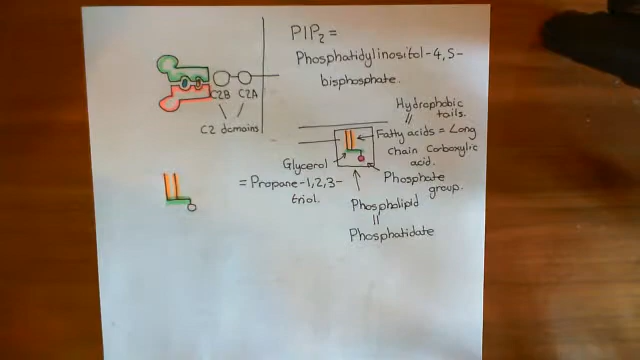 PIP2 =
Phosphatidylinositol-4,5-
bisphosphate.
C2B C2A
C2 domains
Hydrophobic
tails.
=
Fatty acids = Long
chain Carboxylic
acid.
Glycerol
= Propane-1,2,3-
triol.
Phosphate
group.
Phospholipid
=
Phosphatidate